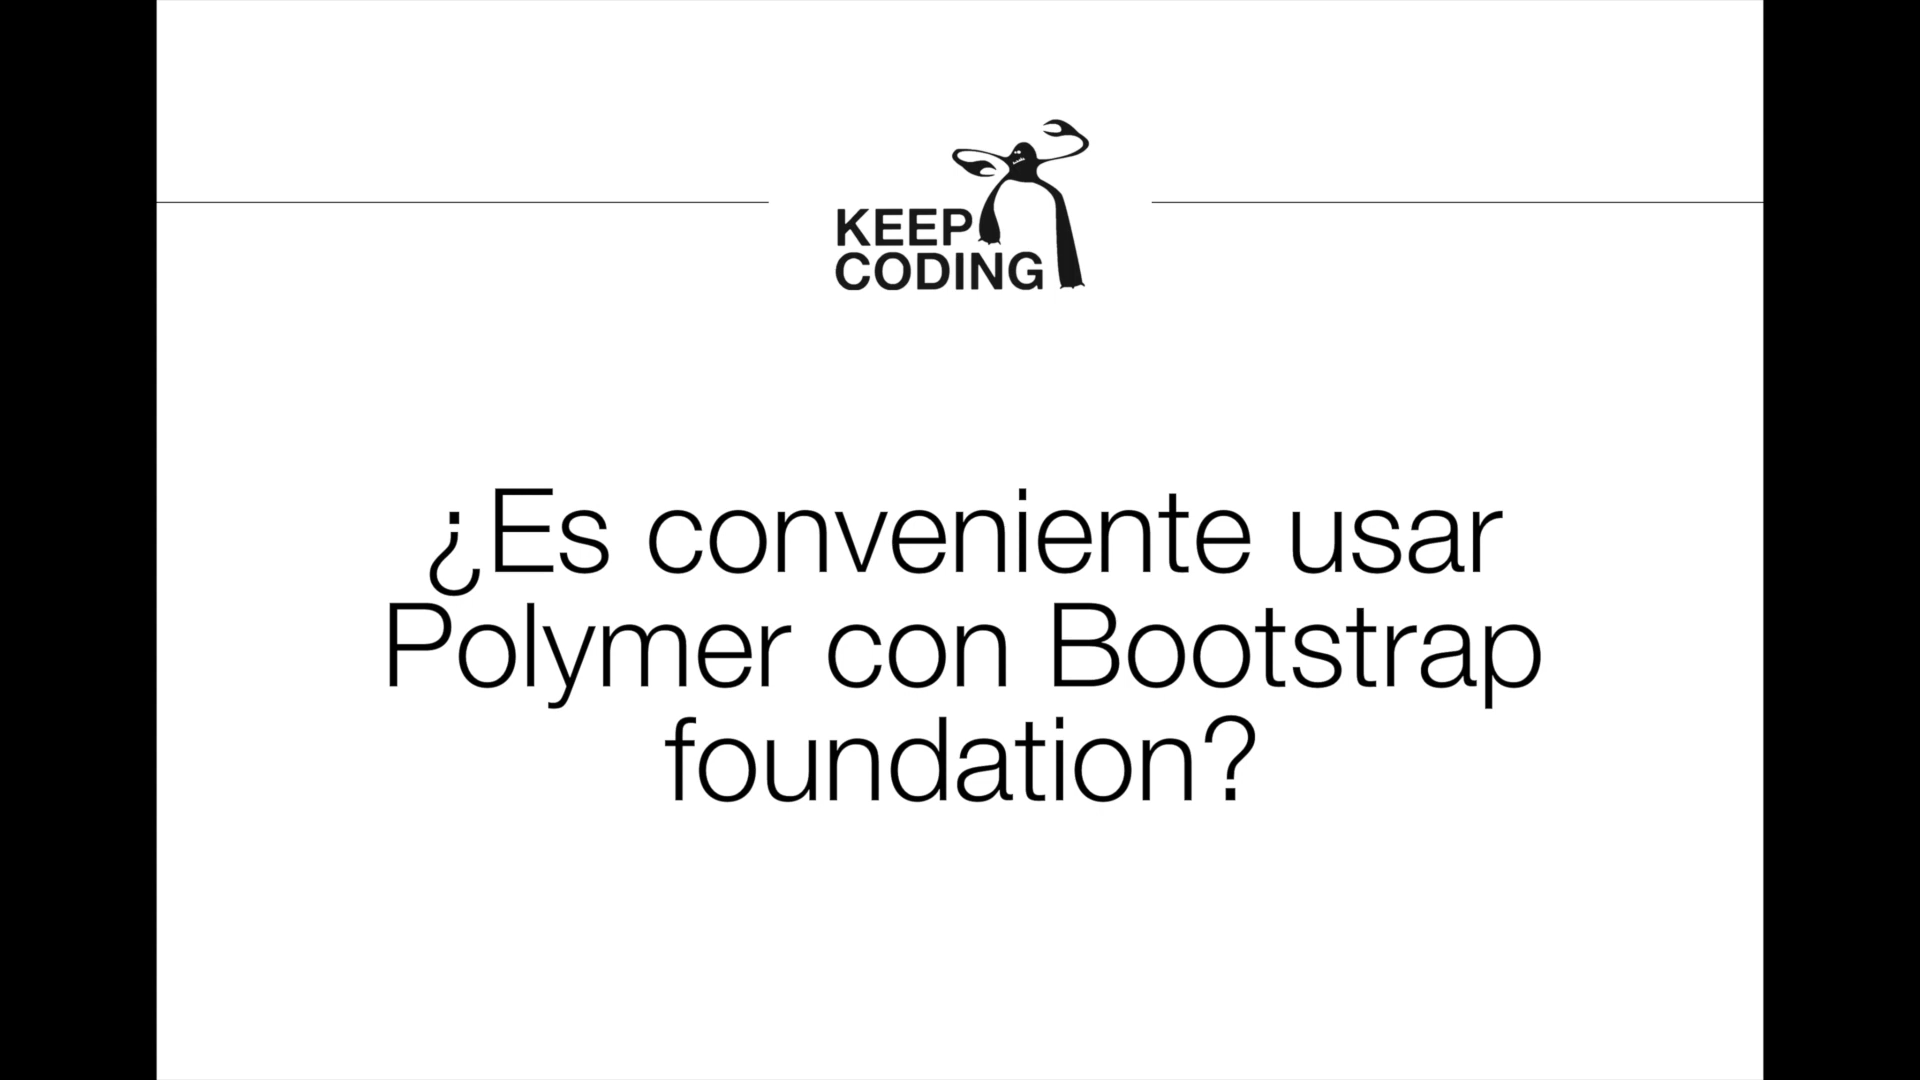 KEEP
CODING
¿Es conveniente usar
Polymer con Bootstrap
foundation?